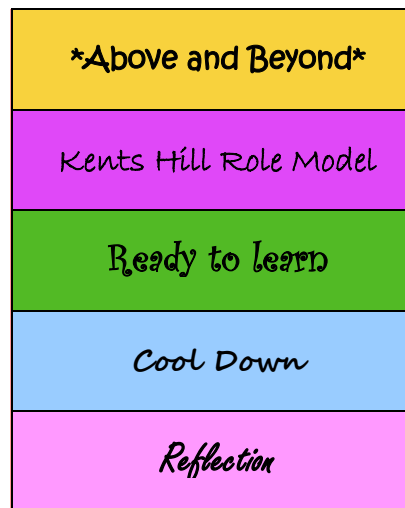 *Above and Beyond*
Kents Hill Role Model
Ready to learn
Cool Down
Reflection